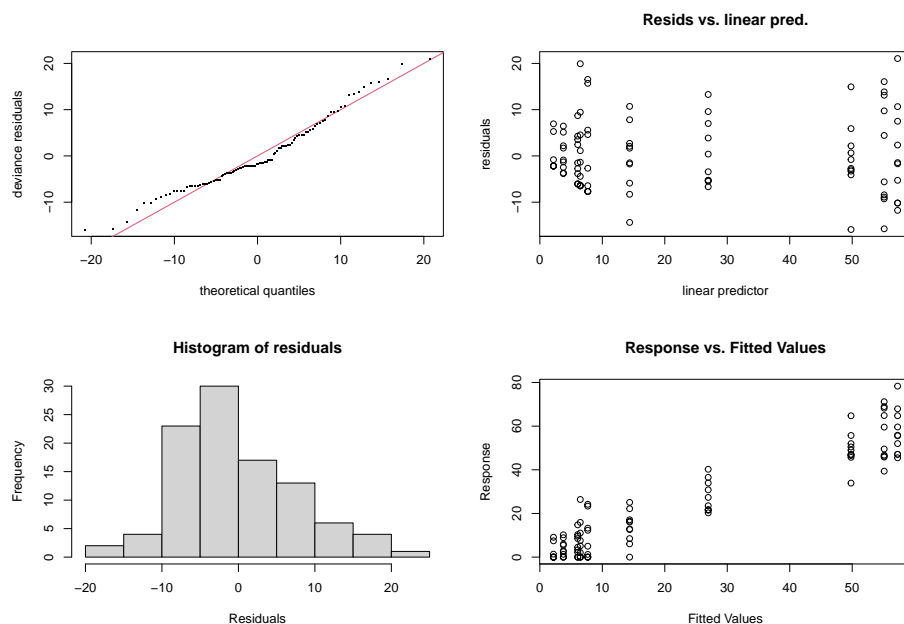 deviance residuals
20
10
0
−10
−20 −10 0 10 20
theoretical quantiles
Resids vs. linear pred.
residuals
20
10
0
−10
0 10 20 30 40 50
linear predictor
Histogram of residuals
Frequency
30
25
20
15
10
5
0
−20 −10 0 10 20
Residuals
Response vs. Fitted Values
Response
80
60
40
20
0
0 10 20 30 40 50
Fitted Values